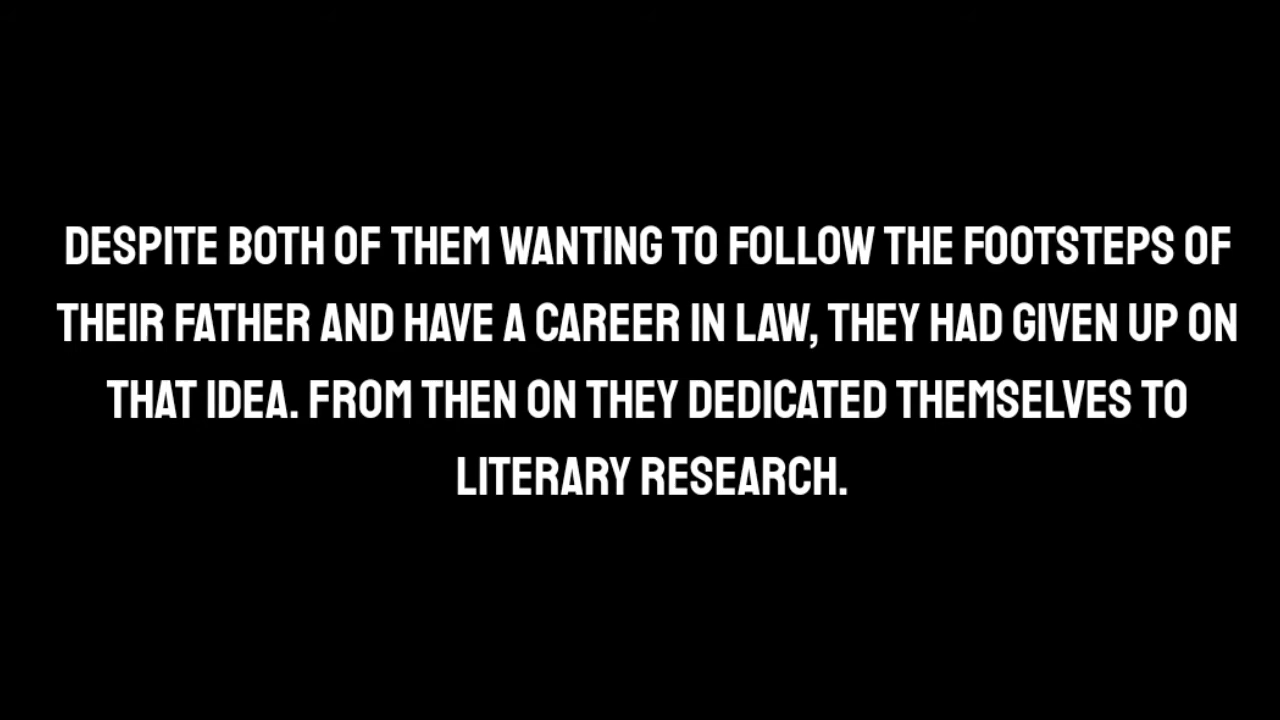 DESPITE BOTH OF THEM WANTING TO FOLLOW THE FOOTSTEPS OF
THEIR FATHER AND HAVE A CAREER IN LAW, THEY HAD GIVEN UP ON
THAT IDEA. FROM THEN ON THEY DEDICATED THEMSELVES TO
LITERARY RESEARCH.